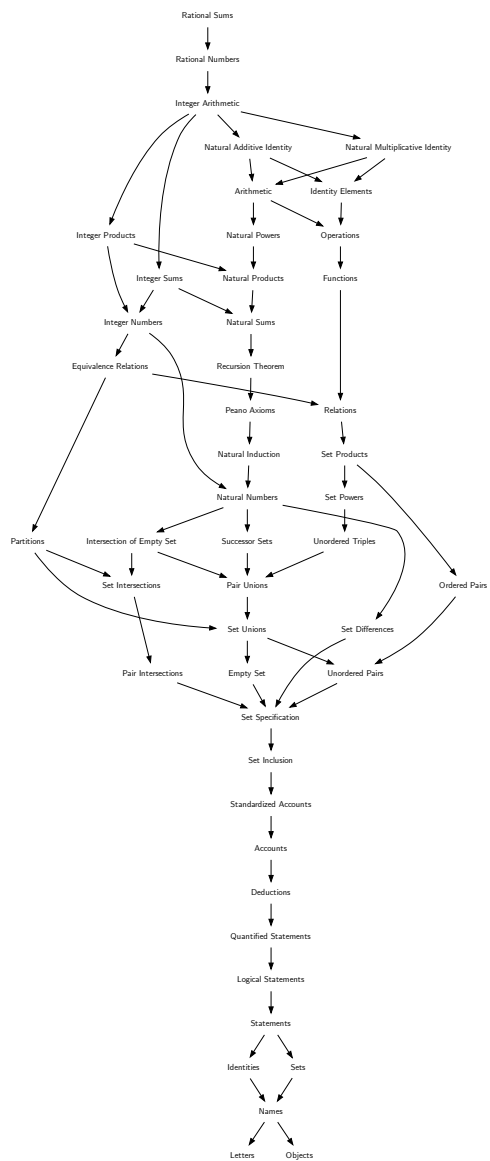 Rational Sums
Rational Numbers
Integer Arithmetic
Natural Additive Identity
Natural Multiplicative Identity
Arithmetic
Identity Elements
Integer Products
Natural Powers
Operations
Integer Sums
Natural Products
Functions
Integer Numbers
Natural Sums
Equivalence Relations
Recursion Theorem
Peano Axioms
Relations
Natural Induction
Set Products
Natural Numbers
Set Powers
Partitions
Intersection of Empty Set
Successor Sets
Unordered Triples
Set Intersections
Pair Unions
Ordered Pairs
Set Unions
Set Differences
Pair Intersections
Empty Set
Unordered Pairs
Set Specification
Set Inclusion
Standardized Accounts
Accounts
Deductions
Quantified Statements
Logical Statements
Statements
Identities
Sets
Names
Letters
Objects